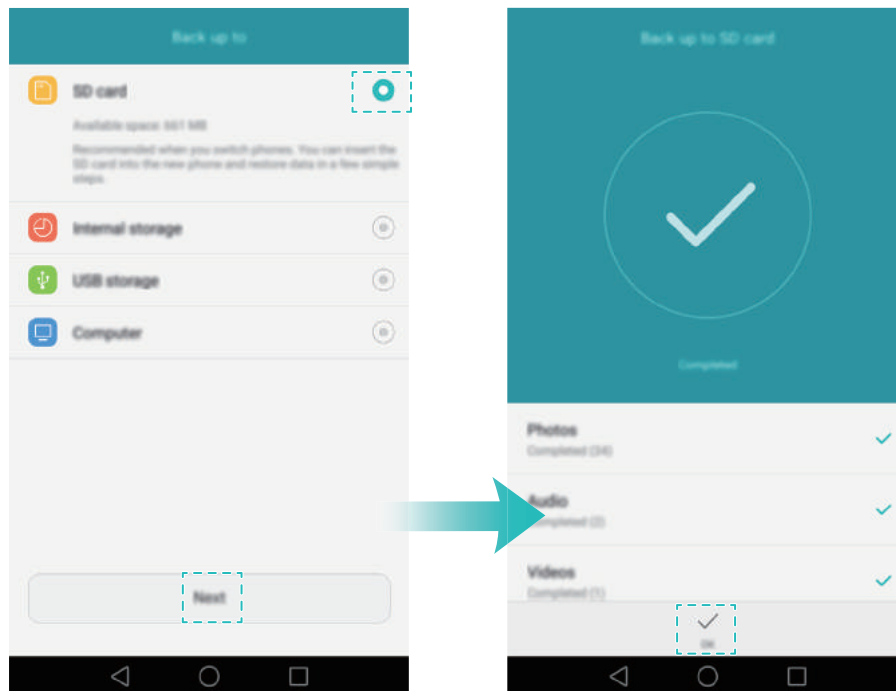 Back up to
SD card
Available space: 661 MB
Recommended when you switch phones. You can insert the
SD card into the new phone and restore data in a few simple
steps.
Internal storage
USB storage
Computer
Next
Back up to SD card
Completed
Photos
Completed (34)
Audio
Completed (2)
Videos
Completed (1)
OK